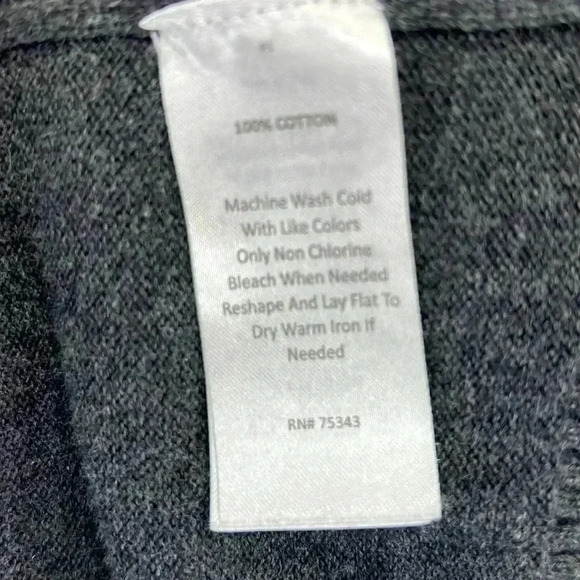 100% COTTON
Machine Wash Cold
With Like Colors
Only Non Chlorine
Bleach When Needed
Reshape And Lay Flat To
Dry Warm Iron If
Needed
RN# 75343